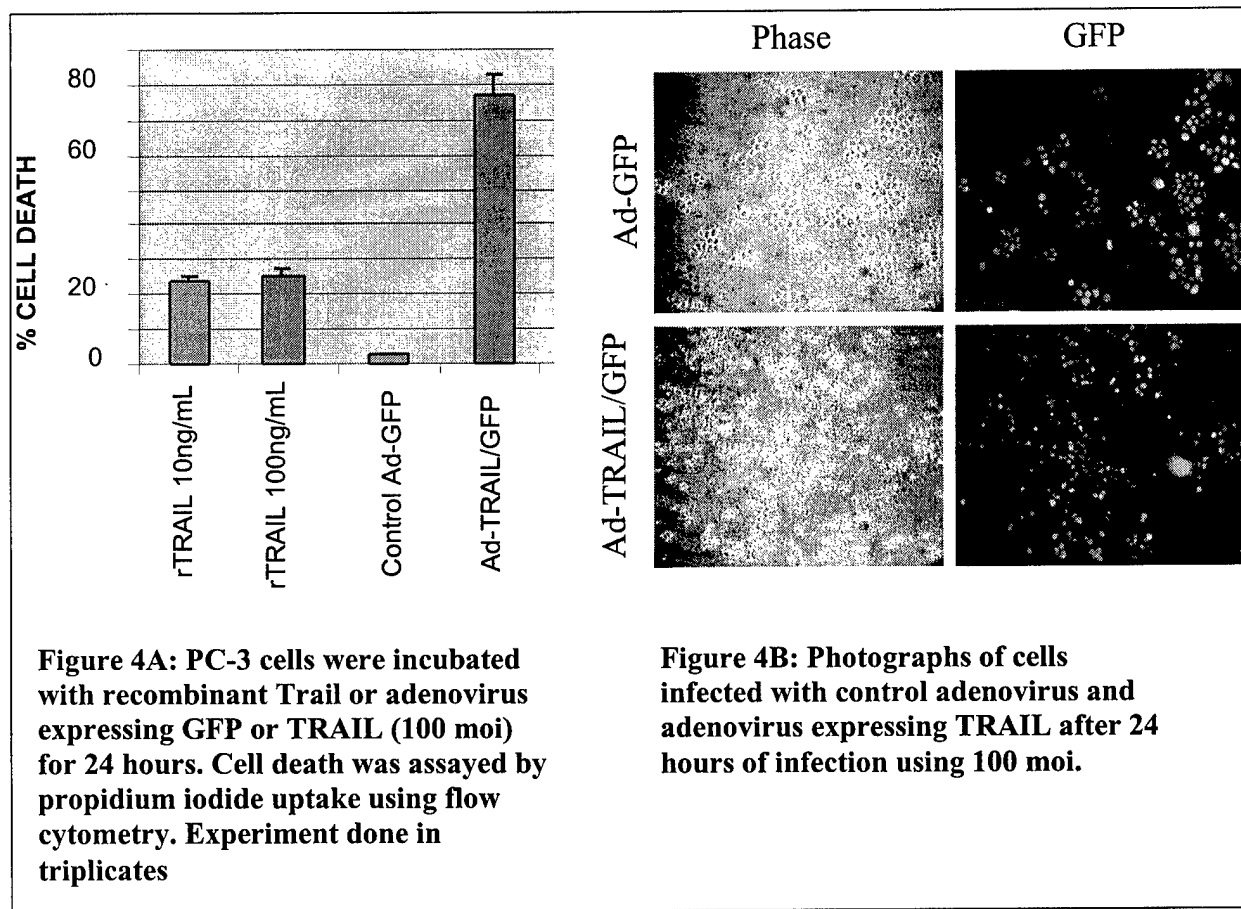 % CELL DEATH
80
60
40
20
0
rTRAIL 10ng/mL
rTRAIL 100ng/mL
Control Ad-GFP
Ad-TRAIL/GFP
Phase
GFP
Ad-GFP
Ad-TRAIL/GFP
Figure 4A: PC-3 cells were incubated
with recombinant Trail or adenovirus
expressing GFP or TRAIL (100 moi)
for 24 hours. Cell death was assayed by
propidium iodide uptake using flow
cytometry. Experiment done in
triplicates
Figure 4B: Photographs of cells
infected with control adenovirus and
adenovirus expressing TRAIL after 24
hours of infection using 100 moi.